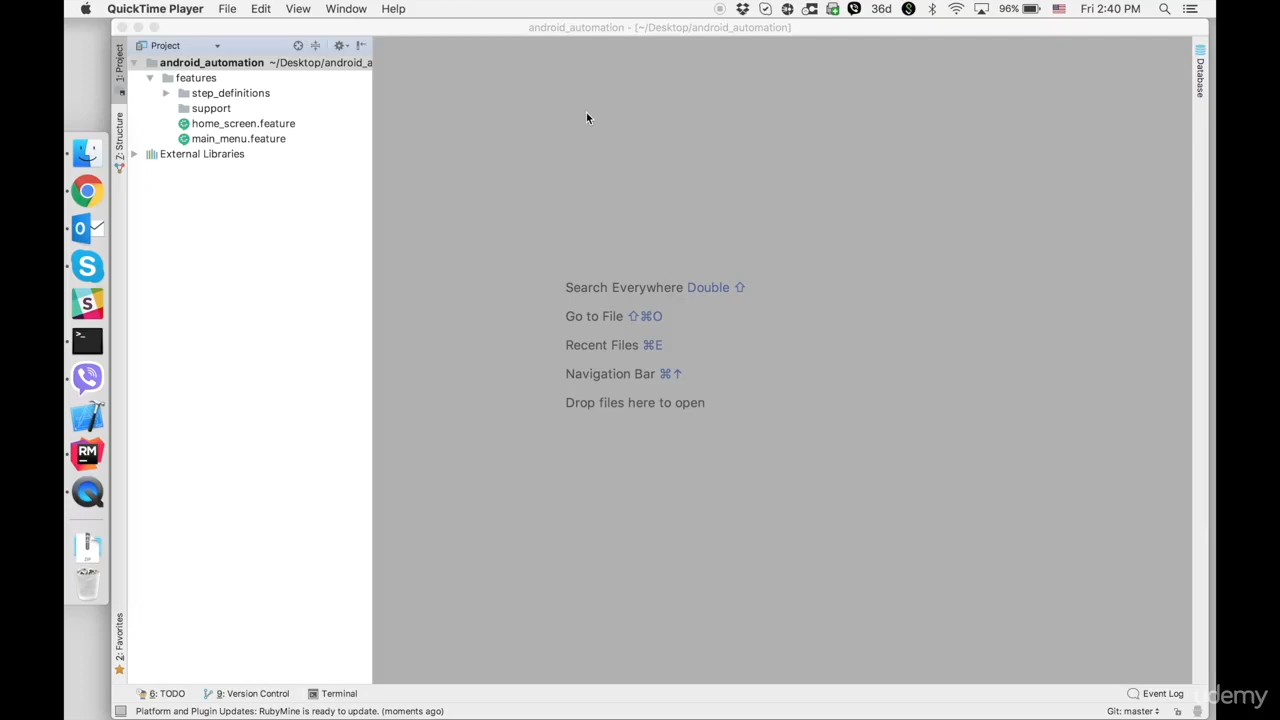 QuickTime Player File Edit View Window Help 36d 96% Fri 2:40 PM
android_automation - [~/Desktop/android_automation]
1: Project
Project
android_automation ~/Desktop/android_a
features
step_definitions
support
home_screen.feature
main_menu.feature
External Libraries
Z: Structure
2: Favorites
Database
Search Everywhere Double ⇧
Go to File ⇧⌘O
Recent Files ⌘E
Navigation Bar ⌘↑
Drop files here to open
6: TODO 9: Version Control Terminal Event Log
Platform and Plugin Updates: RubyMine is ready to update. (moments ago) Git: master
udemy
RM